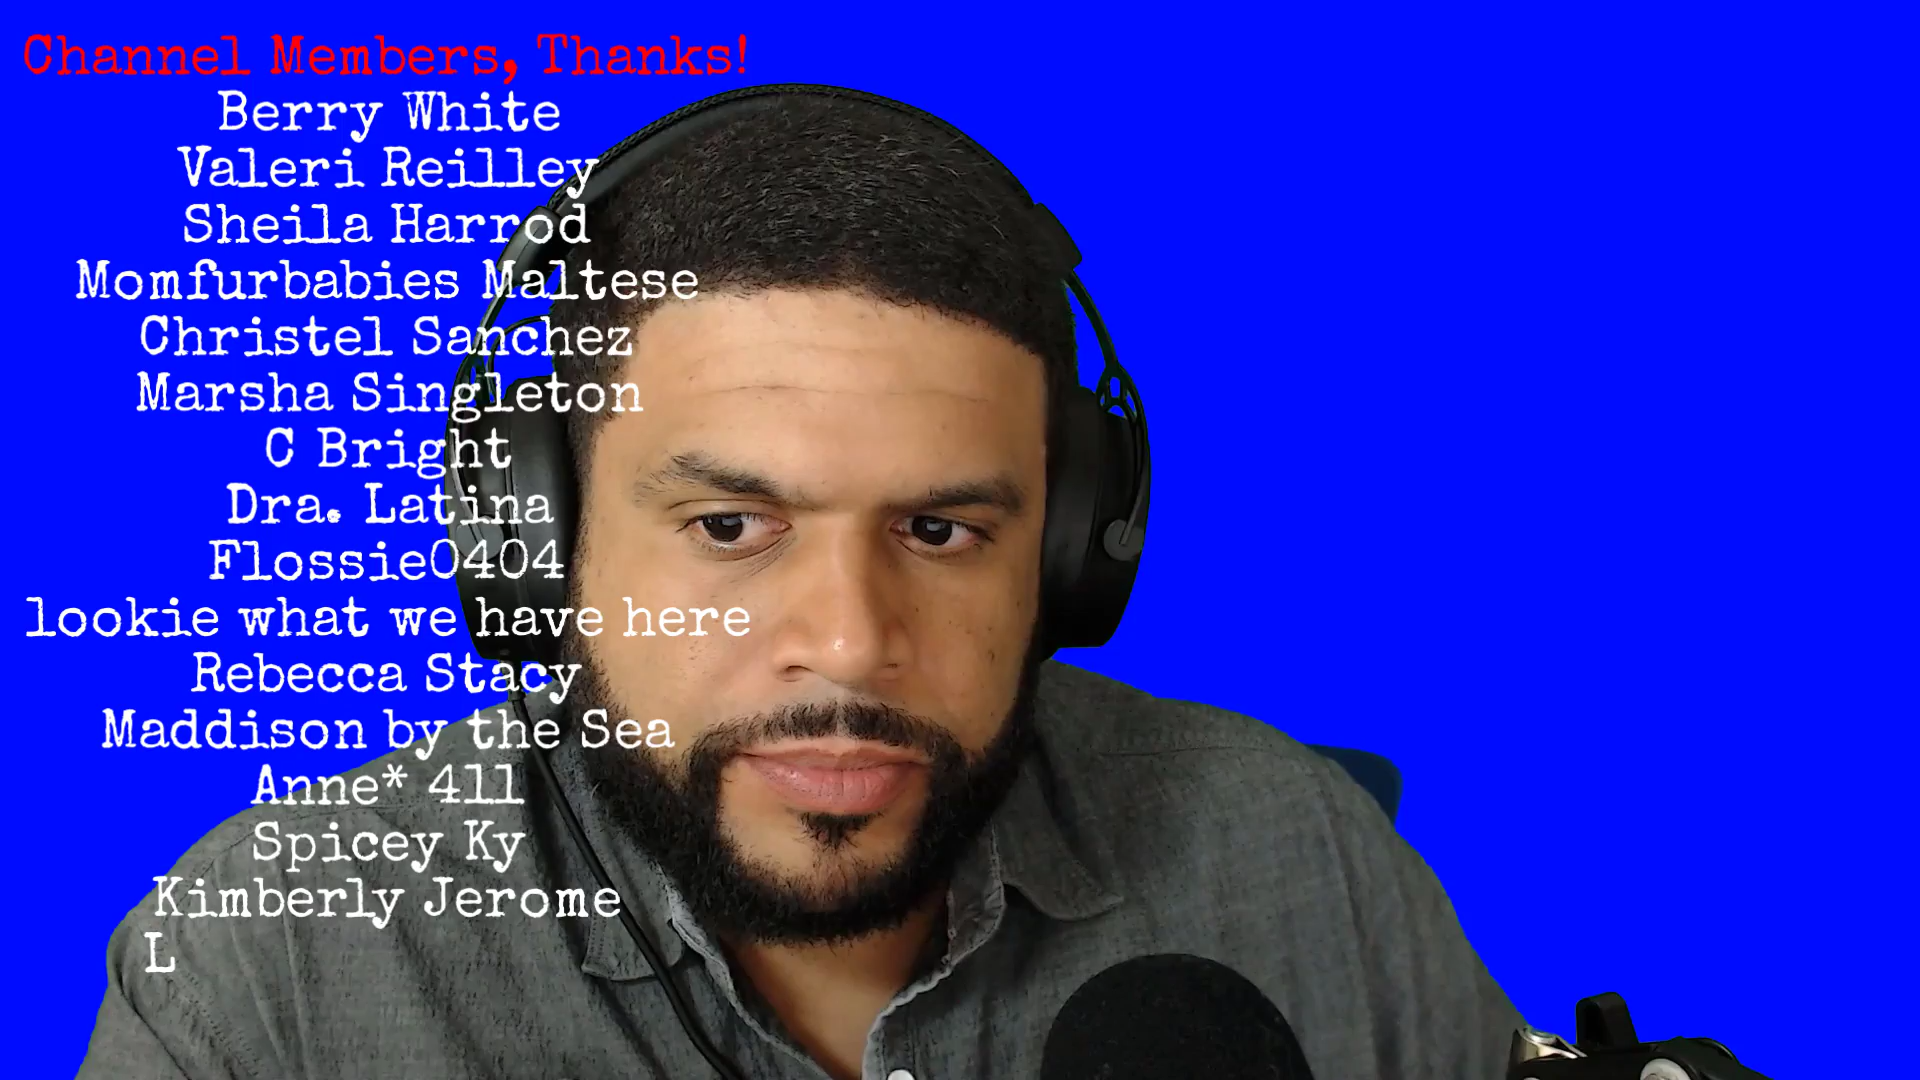 Channel Members, Thanks!
Berry White
Valeri Reilley
Sheila Harrod
Momfurbabies Maltese
Christel Sanchez
Marsha Singleton
C Bright
Dra. Latina
Flossie0404
lookie what we have here
Rebecca Stacy
Maddison by the Sea
Anne* 411
Spicey Ky
Kimberly Jerome
L